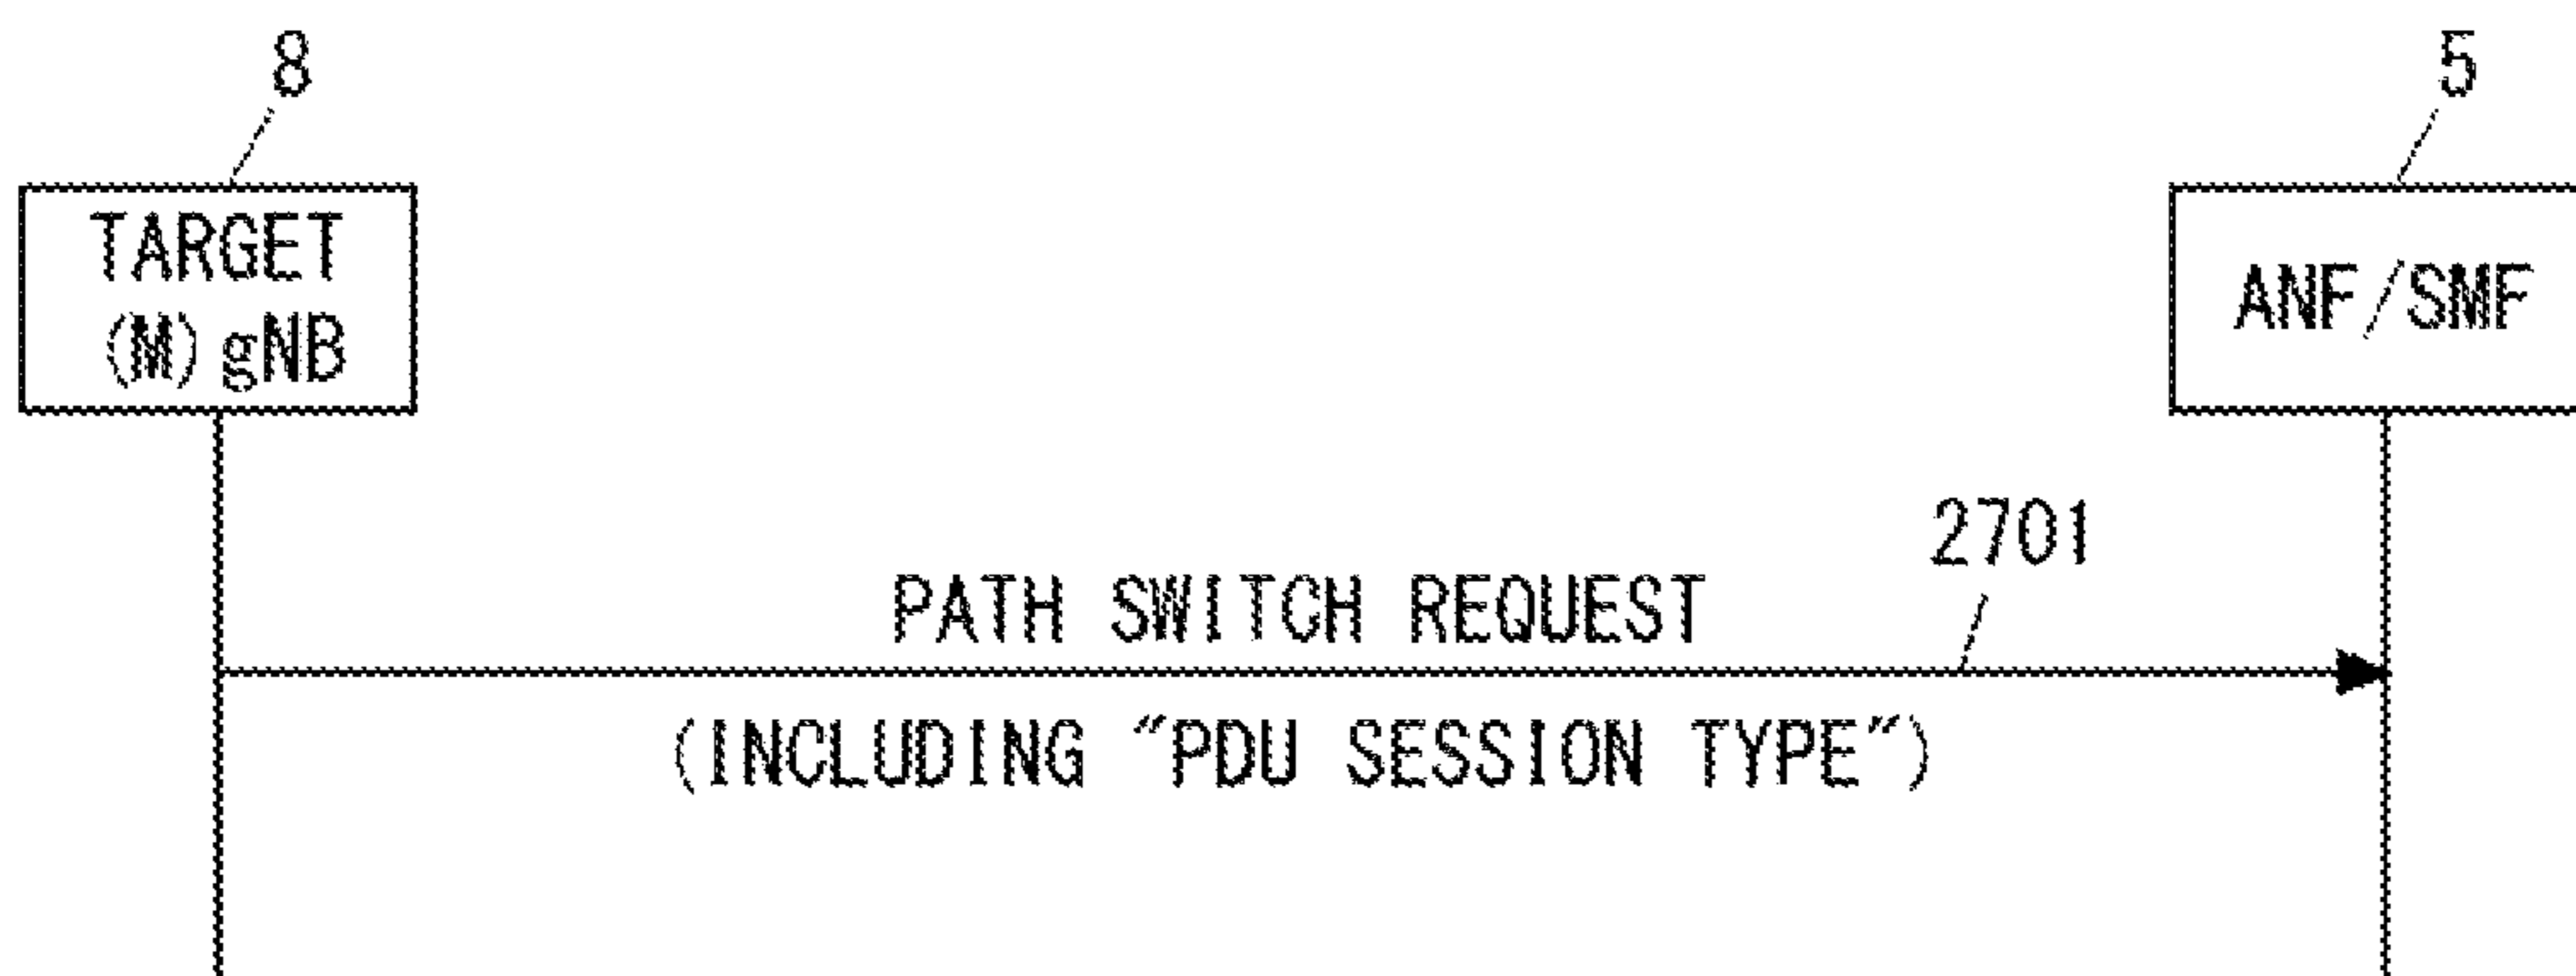 8
5
TARGET
(M) gNB
ANF/SMF
2701
PATH SWITCH REQUEST
(INCLUDING "PDU SESSION TYPE")